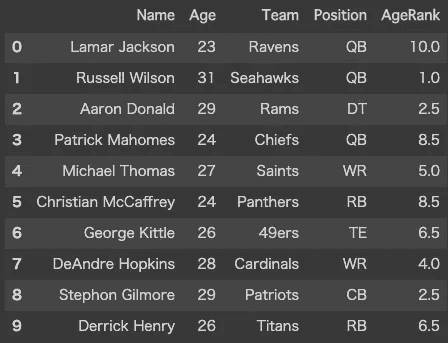 Name Age Team Position AgeRank
0 Lamar Jackson 23 Ravens QB 10.0
1 Russell Wilson 31 Seahawks QB 1.0
2 Aaron Donald 29 Rams DT 2.5
3 Patrick Mahomes 24 Chiefs QB 8.5
4 Michael Thomas 27 Saints WR 5.0
5 Christian McCaffrey 24 Panthers RB 8.5
6 George Kittle 26 49ers TE 6.5
7 DeAndre Hopkins 28 Cardinals WR 4.0
8 Stephon Gilmore 29 Patriots CB 2.5
9 Derrick Henry 26 Titans RB 6.5